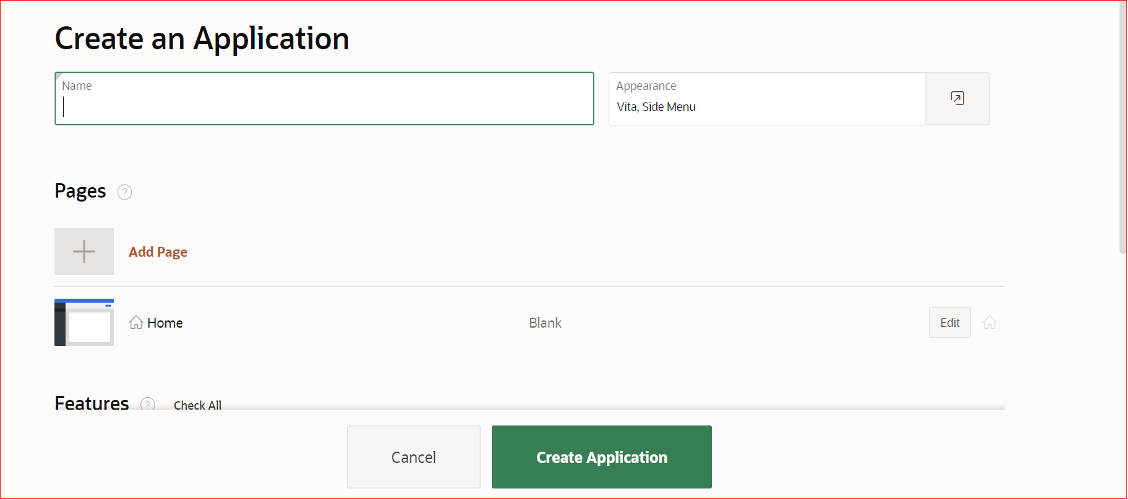 Create an Application
Name
Appearance
Vita, Side Menu
Pages ?
Add Page
Home Blank Edit
Features ? Check All
Cancel Create Application